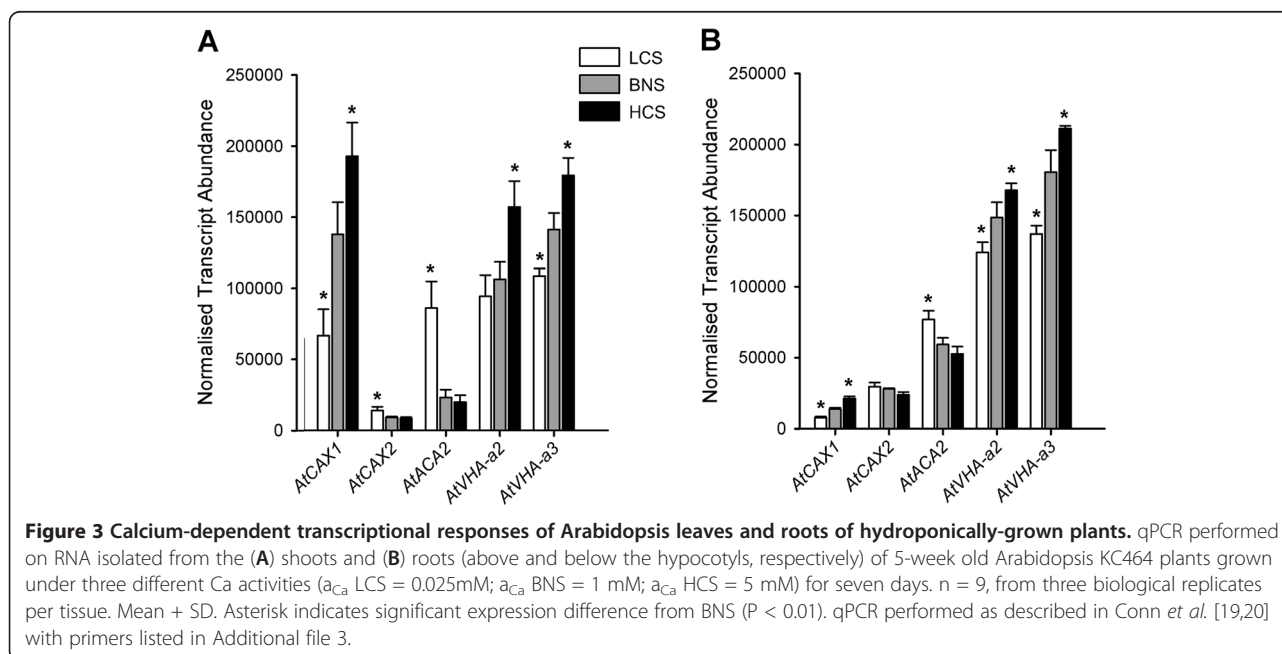 A
B
LCS
BNS
HCS
Normalised Transcript Abundance
250000
200000
150000
100000
50000
0
*
*
*
*
*
*
*
AtCAX1
AtCAX2
AtACA2
AtVHA-a2
AtVHA-a3
Normalised Transcript Abundance
250000
200000
150000
100000
50000
0
*
*
*
*
*
*
*
AtCAX1
AtCAX2
AtACA2
AtVHA-a2
AtVHA-a3
Figure 3 Calcium-dependent transcriptional responses of Arabidopsis leaves and roots of hydroponically-grown plants. qPCR performed
on RNA isolated from the (A) shoots and (B) roots (above and below the hypocotyls, respectively) of 5-week old Arabidopsis KC464 plants grown
under three different Ca activities (aCa LCS = 0.025mM; aCa BNS = 1 mM; aCa HCS = 5 mM) for seven days. n = 9, from three biological replicates
per tissue. Mean + SD. Asterisk indicates significant expression difference from BNS (P < 0.01). qPCR performed as described in Conn et al. [19,20]
with primers listed in Additional file 3.